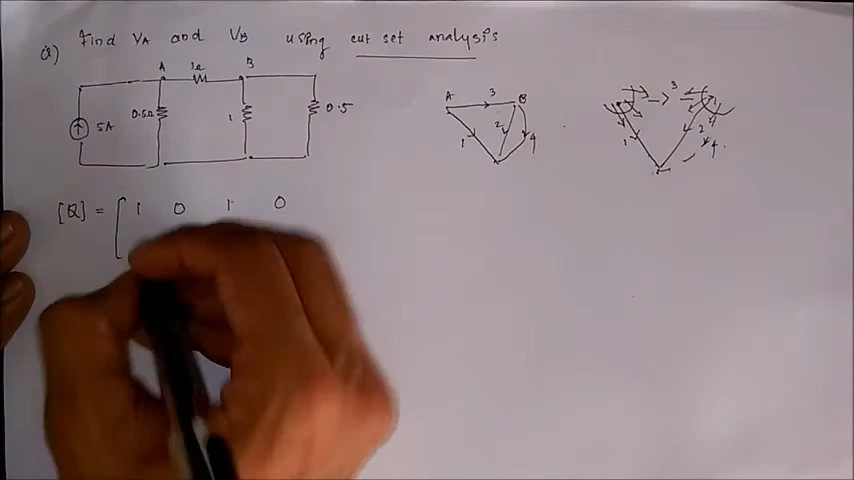 Q) Find VA and VB using cut set analysis
A 1Ω B
5A 0.5Ω 1 0.5
A 3 B
1 2 4
3
1 2 4
[Q] = [ 1 0 1 0